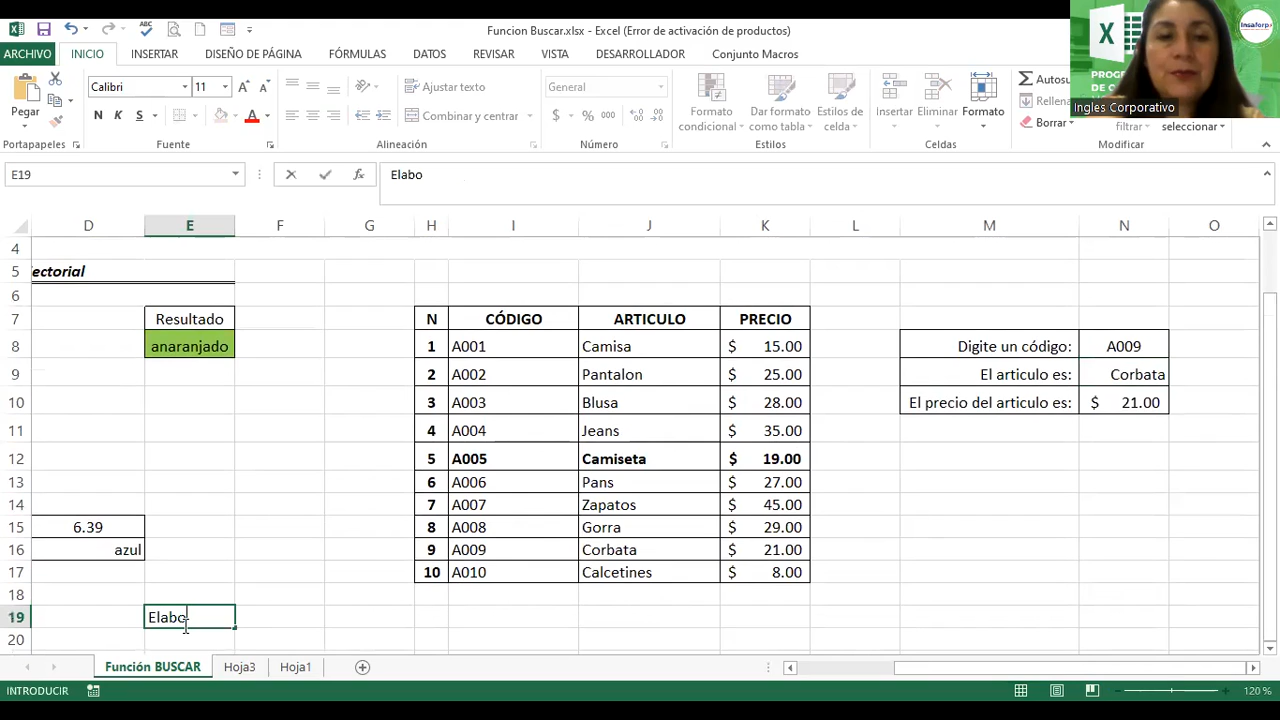 Funcion Buscar.xlsx - Excel (Error de activación de productos)
ARCHIVO INICIO INSERTAR DISEÑO DE PÁGINA FÓRMULAS DATOS REVISAR VISTA DESARROLLADOR Conjunto Macros
Pegar
Calibri 11
N K S
Ajustar texto
Combinar y centrar
General
$ % 000
Formato condicional
Dar formato como tabla
Estilos de celda
Insertar Eliminar Formato
Autosu
Rellena
Borrar
filtrar seleccionar
Portapapeles Fuente Alineación Número Estilos Celdas Modificar
PROG
DE C
Insaforp
Ingles Corporativo
E19 fx Elabo
D E F G H I J K L M N O
4
5 ectorial
6
7 Resultado N CÓDIGO ARTICULO PRECIO
8 anaranjado 1 A001 Camisa $ 15.00 Digite un código: A009
9 2 A002 Pantalon $ 25.00 El articulo es: Corbata
10 3 A003 Blusa $ 28.00 El precio del articulo es: $ 21.00
11 4 A004 Jeans $ 35.00
12 5 A005 Camiseta $ 19.00
13 6 A006 Pans $ 27.00
14 7 A007 Zapatos $ 45.00
15 6.39 8 A008 Gorra $ 29.00
16 azul 9 A009 Corbata $ 21.00
17 10 A010 Calcetines $ 8.00
18
19 Elabo
20
Función BUSCAR Hoja3 Hoja1
INTRODUCIR 120 %